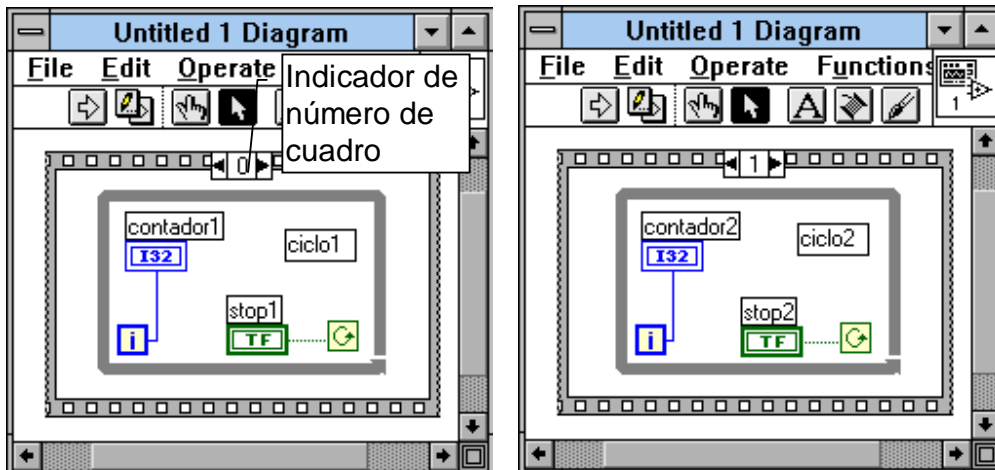 Untitled 1 Diagram
File Edit Operate
Indicador de
número de
cuadro
0
contador1
I32
ciclo1
stop1
i
TF
Untitled 1 Diagram
File Edit Operate Functions
A
1
1
contador2
I32
ciclo2
stop2
i
TF